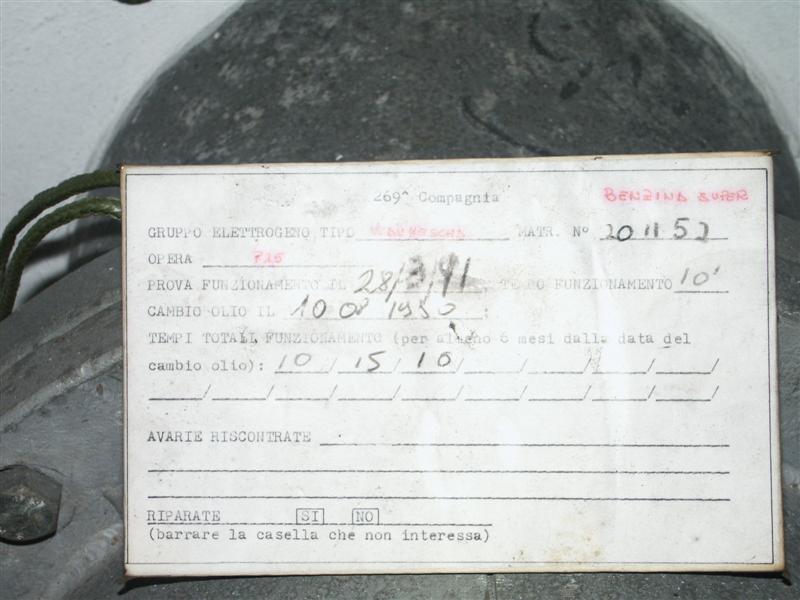 269^ Compagnia BENZINA SUPER
GRUPPO ELETTROGENO TIPO WAUKESCHA MATR. N° 201152
OPERA
PROVA FUNZIONAMENTO IL 28/3/91 TEMPO FUNZIONAMENTO 10'
CAMBIO OLIO IL 10 1990
TEMPI TOTALI FUNZIONAMENTO (per almeno 6 mesi dalla data del
cambio olio): 10 / 15 / 10 / / / / /
/ / / / / / / / /
AVARIE RISCONTRATE
RIPARATE SI NO
(barrare la casella che non interessa)